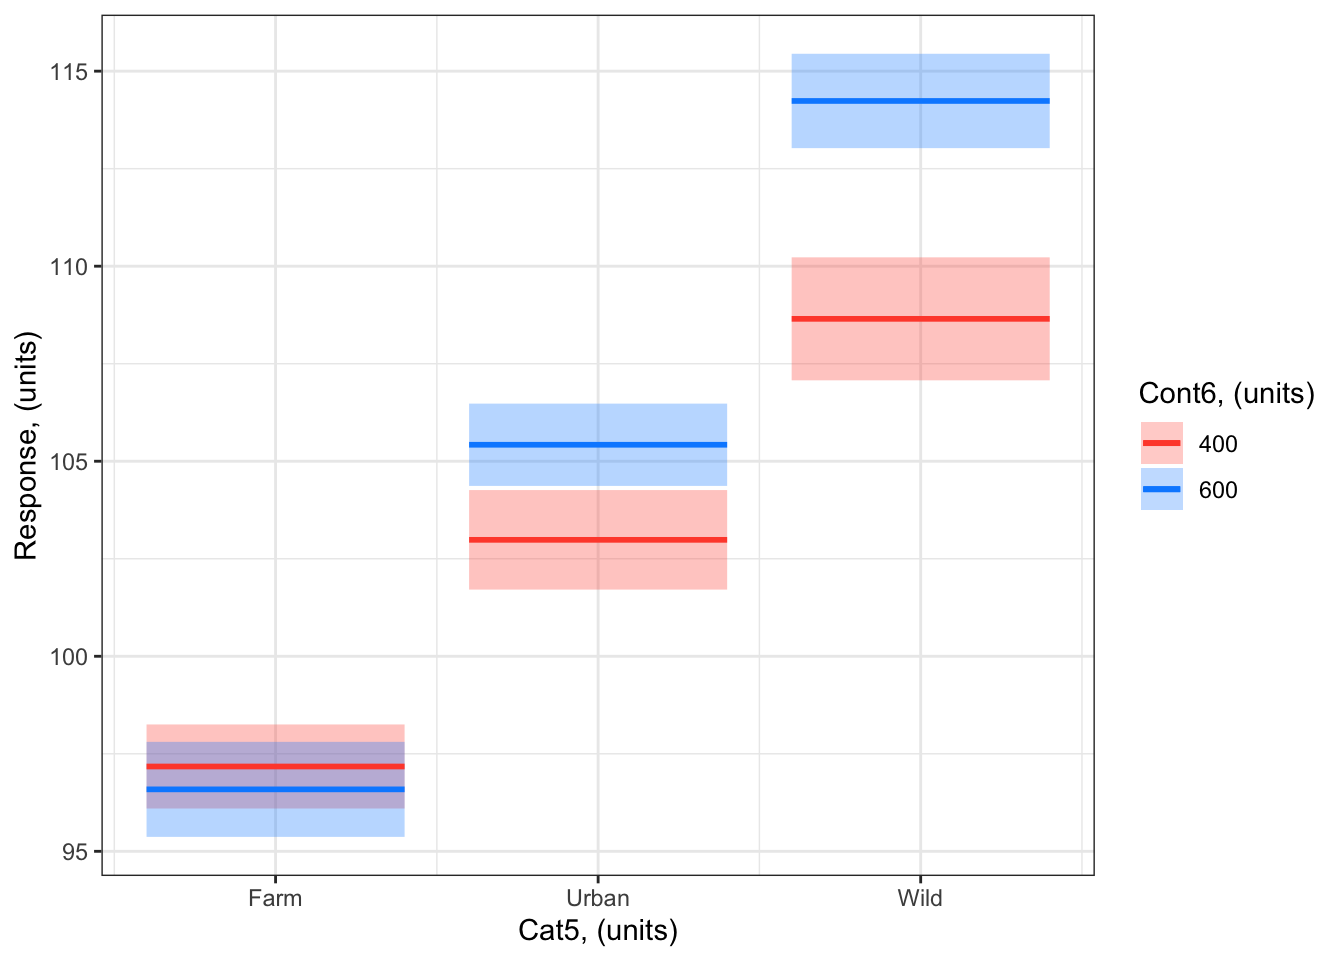 115
110
105
100
95
Response, (units)
Farm
Urban
Wild
Cat5, (units)
Cont6, (units)
400
600